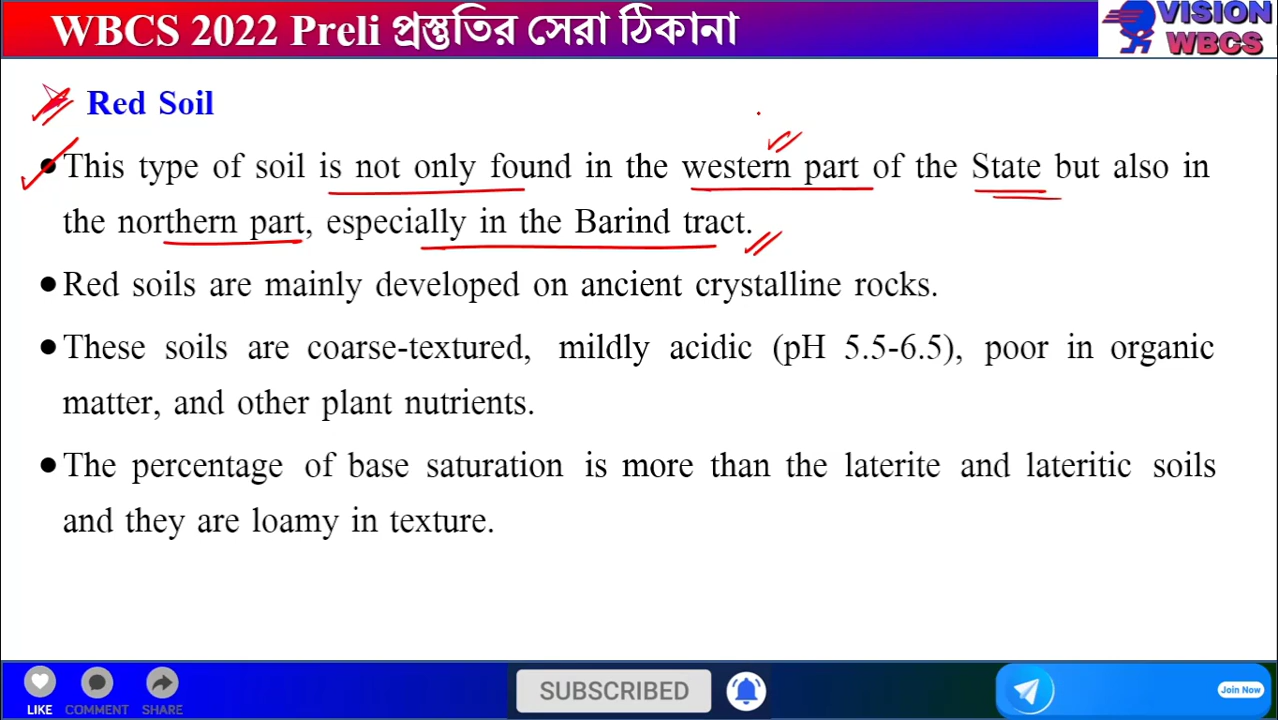 WBCS 2022 Preli প্রস্তুতির সেরা ঠিকানা
VISION
WBCS
Red Soil
●This type of soil is not only found in the western part of the State but also in
the northern part, especially in the Barind tract.
●Red soils are mainly developed on ancient crystalline rocks.
●These soils are coarse-textured, mildly acidic (pH 5.5-6.5), poor in organic
matter, and other plant nutrients.
●The percentage of base saturation is more than the laterite and lateritic soils
and they are loamy in texture.
LIKE COMMENT SHARE
SUBSCRIBED
Join Now